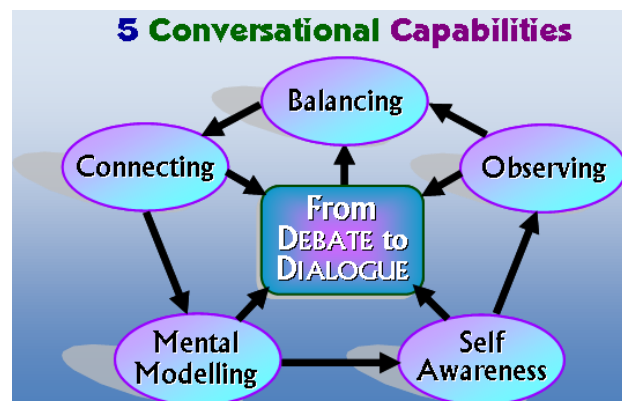 5 Conversational Capabilities
Balancing
Connecting
Observing
From
DEBATE to
DIALOGUE
Mental
Modelling
Self
Awareness